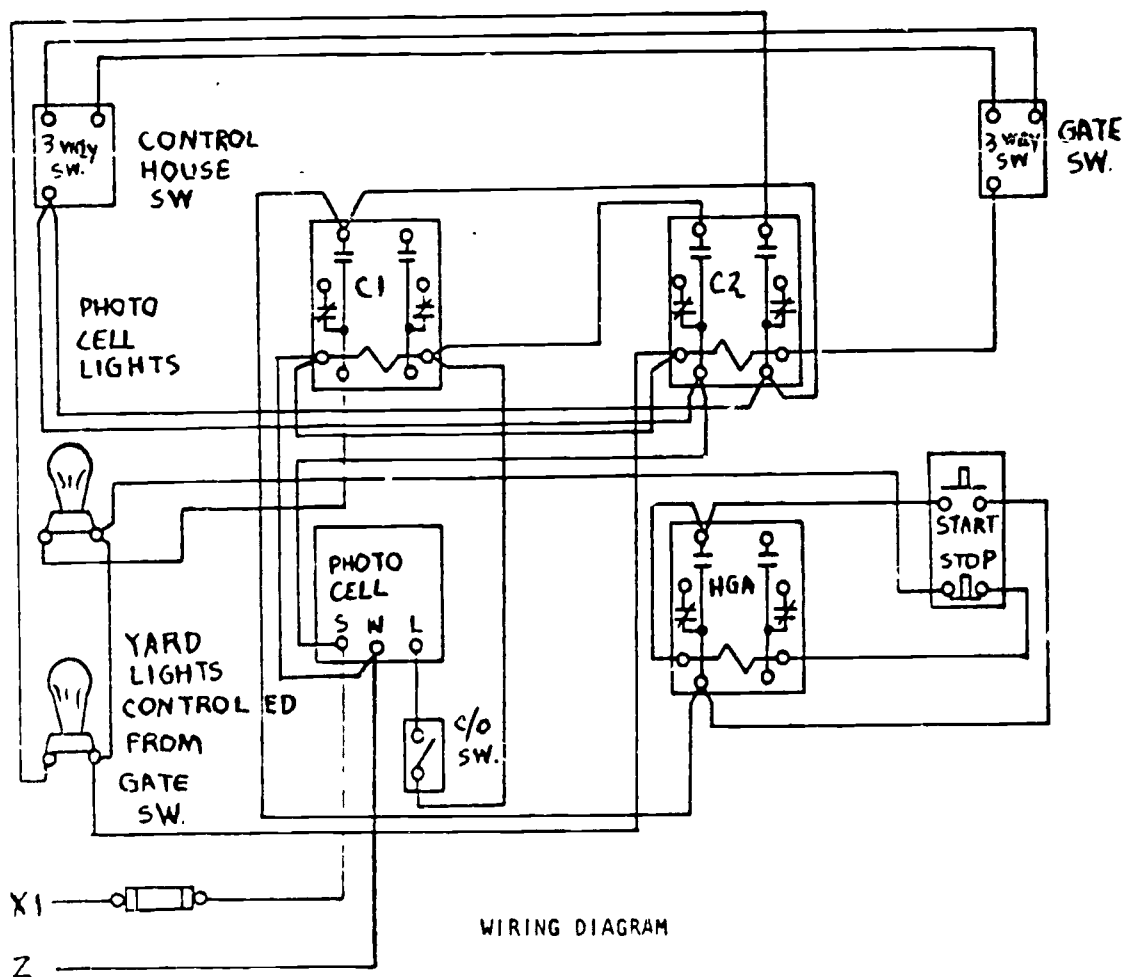 3 WAY
SW.
CONTROL
HOUSE
SW
3 WAY
SW
GATE
SW.
C1
C2
PHOTO
CELL
LIGHTS
START
STOP
HGA
PHOTO
CELL
S W L
YARD
LIGHTS
CONTROL ED
FROM
GATE
SW.
C/O
SW.
X1
Z
WIRING DIAGRAM